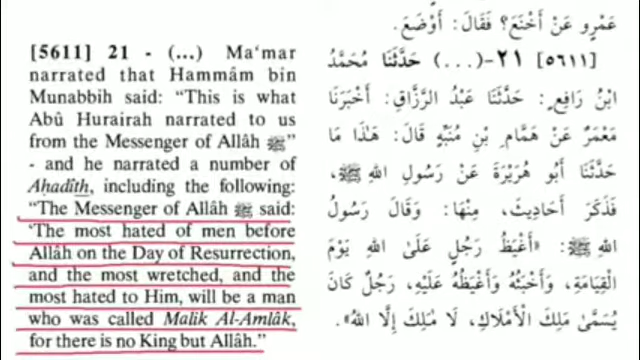 [5611] 21 - (...) Ma'mar
narrated that Hammâm bin
Munabbih said: "This is what
Abû Hurairah narrated to us
from the Messenger of Allâh ﷺ"
- and he narrated a number of
Ahadîth, including the following:
"The Messenger of Allâh ﷺ said:
'The most hated of men before
Allâh on the Day of Resurrection,
and the most wretched, and the
most hated to Him, will be a man
who was called Malik Al-Amlâk,
for there is no King but Allâh."
عَمْرٍو عَنْ أَخْنَعَ؟ فَقَالَ: أَوْضَعَ.
[٥٦١١] ٢١-(...) حَدَّثَنَا مُحَمَّدُ
ابْنُ رَافِعٍ: حَدَّثَنَا عَبْدُ الرَّزَّاقِ: أَخْبَرَنَا
مَعْمَرٌ عَنْ هَمَّامِ بْنِ مُنَبِّهٍ قَالَ: هٰذَا مَا
حَدَّثَنَا أَبُو هُرَيْرَةَ عَنْ رَسُولِ اللهِ ﷺ،
فَذَكَرَ أَحَادِيثَ، مِنْهَا: وَقَالَ رَسُولُ
اللهِ ﷺ: «أَغْيَظُ رَجُلٍ عَلَى اللهِ يَوْمَ
الْقِيَامَةِ، وَأَخْبَثُهُ وَأَغْيَظُهُ عَلَيْهِ، رَجُلٌ كَانَ
يُسَمَّىٰ مَلِكَ الْأَمْلَاكِ، لَا مَلِكَ إِلَّا اللهُ».